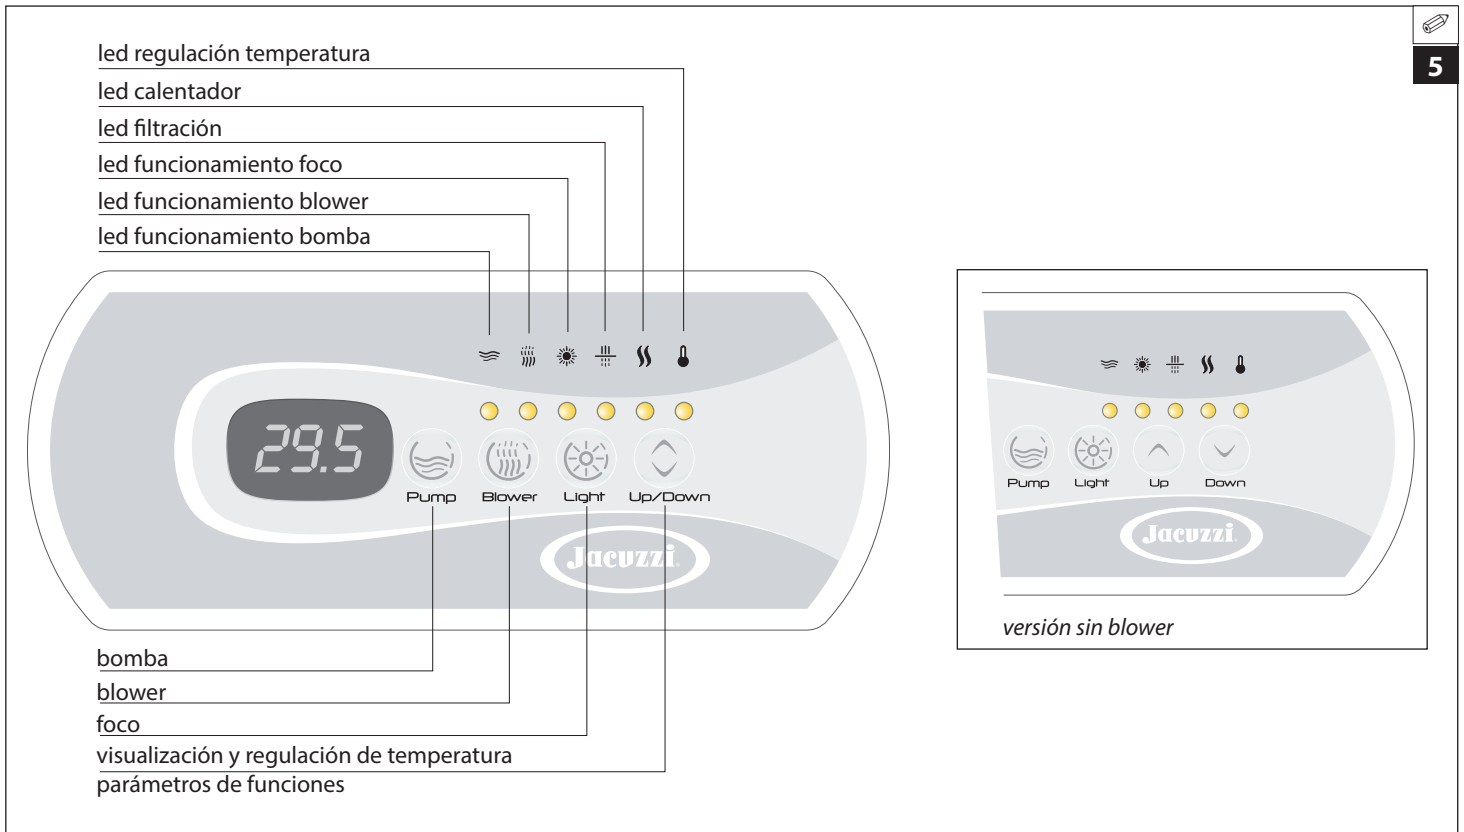 5
led regulación temperatura
led calentador
led filtración
led funcionamiento foco
led funcionamiento blower
led funcionamiento bomba
29.5
Pump Blower Light Up/Down
Jacuzzi
bomba
blower
foco
visualización y regulación de temperatura
parámetros de funciones
Pump Light Up Down
Jacuzzi
versión sin blower